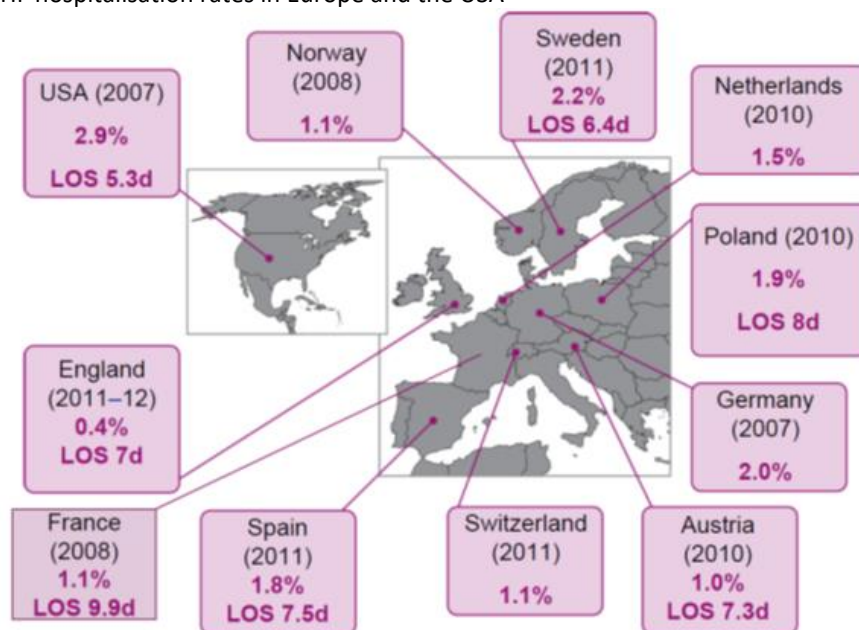 HF hospitalisation rates in Europe and the USA
Norway
(2008)
1.1%
Sweden
(2011)
2.2%
LOS 6.4d
USA (2007)
2.9%
LOS 5.3d
Netherlands
(2010)
1.5%
Poland (2010)
1.9%
LOS 8d
England
(2011–12)
0.4%
LOS 7d
Germany
(2007)
2.0%
France
(2008)
1.1%
LOS 9.9d
Spain
(2011)
1.8%
LOS 7.5d
Switzerland
(2011)
1.1%
Austria
(2010)
1.0%
LOS 7.3d